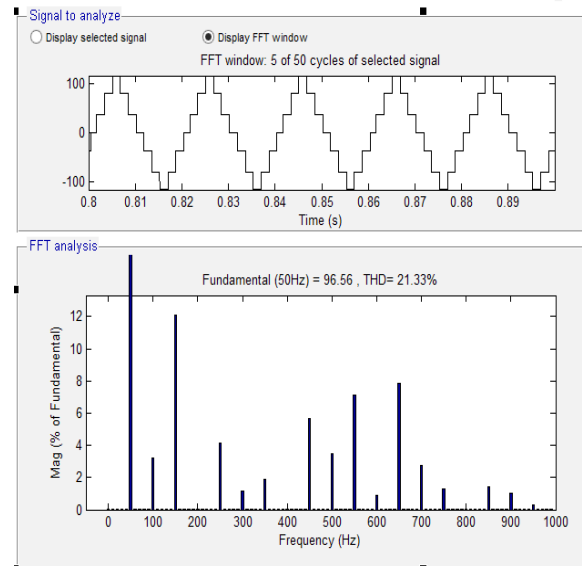 Signal to analyze
Display selected signal
Display FFT window
FFT window: 5 of 50 cycles of selected signal
100
0
-100
0.8 0.81 0.82 0.83 0.84 0.85 0.86 0.87 0.88 0.89
Time (s)
FFT analysis
Fundamental (50Hz) = 96.56 , THD= 21.33%
Mag (% of Fundamental)
12
10
8
6
4
2
0
0 100 200 300 400 500 600 700 800 900 1000
Frequency (Hz)